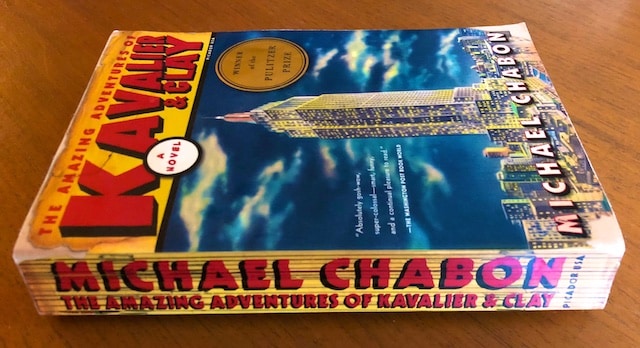 THE AMAZING ADVENTURES OF
KAVALIER
& CLAY
A
NOVEL
WINNER
of the
PULITZER
PRIZE
"Absolutely gosh-wow,
super-colossal—smart, funny,
and a continual pleasure to read."
—THE WASHINGTON POST BOOK WORLD
MICHAEL CHABON
MICHAEL CHABON
THE AMAZING ADVENTURES OF KAVALIER & CLAY
PICADOR USA